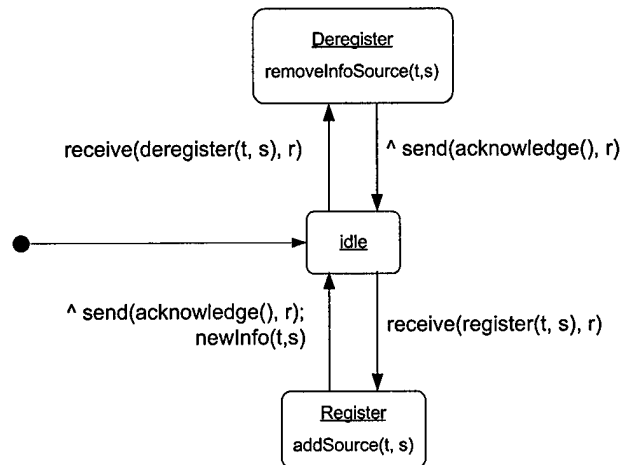 Deregister
removeInfoSource(t,s)
receive(deregister(t, s), r)
^ send(acknowledge(), r)
idle
^ send(acknowledge(), r);
newInfo(t,s)
receive(register(t, s), r)
Register
addSource(t, s)